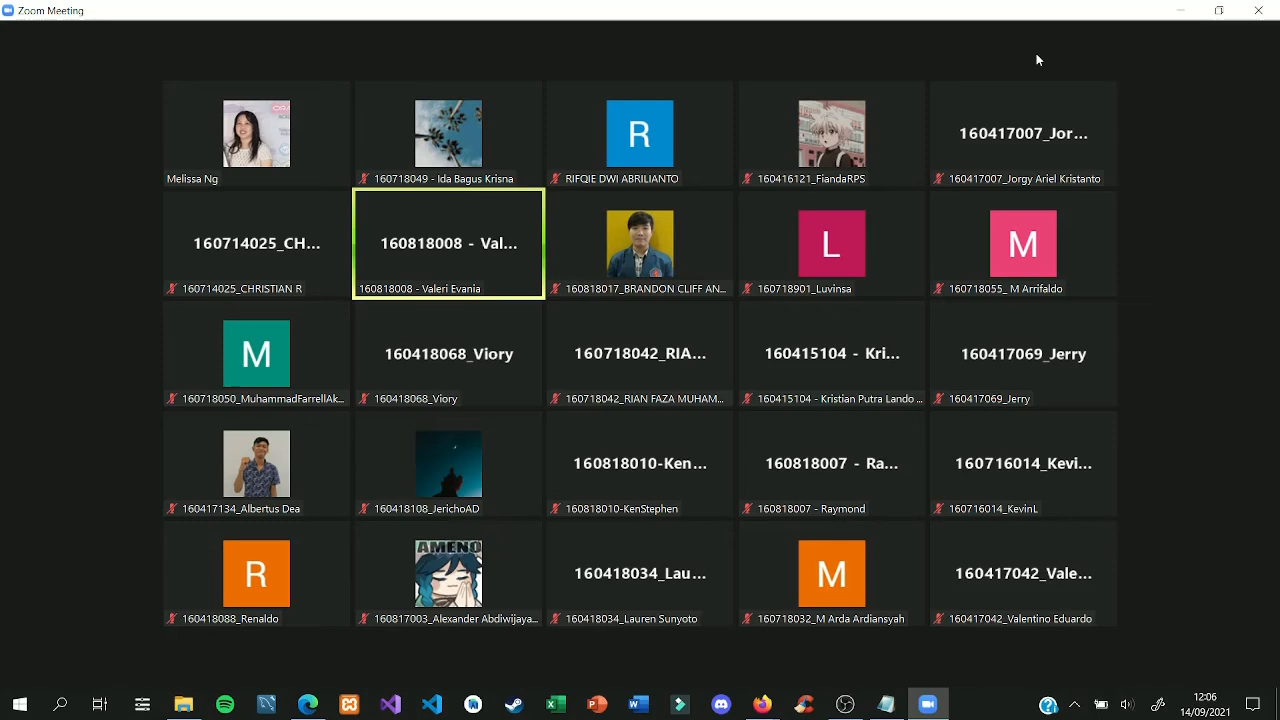 Zoom Meeting
Melissa Ng
160718049 - Ida Bagus Krisna
R
RIFQIE DWI ABRILIANTO
160416121_FiandaRPS
160417007_Jor...
160417007_Jorgy Ariel Kristanto
160714025_CH...
160714025_CHRISTIAN R
160818008 - Val...
160818008 - Valeri Evania
160818017_BRANDON CLIFF AN...
L
160718901_Luvinsa
M
160718055_ M Arrifaldo
M
160718050_MuhammadFarrellAk...
160418068_Viory
160418068_Viory
160718042_RIA...
160718042_RIAN FAZA MUHAM...
160415104 - Kri...
160415104 - Kristian Putra Lando ...
160417069_Jerry
160417069_Jerry
160417134_Albertus Dea
160418108_JerichoAD
160818010-Ken...
160818010-KenStephen
160818007 - Ra...
160818007 - Raymond
160716014_Kevi...
160716014_KevinL
R
160418088_Renaldo
AMENO
160817003_Alexander Abdiwijaya...
160418034_Lau...
160418034_Lauren Sunyoto
M
160718032_M Arda Ardiansyah
160417042_Vale...
160417042_Valentino Eduardo
12:06
14/09/2021